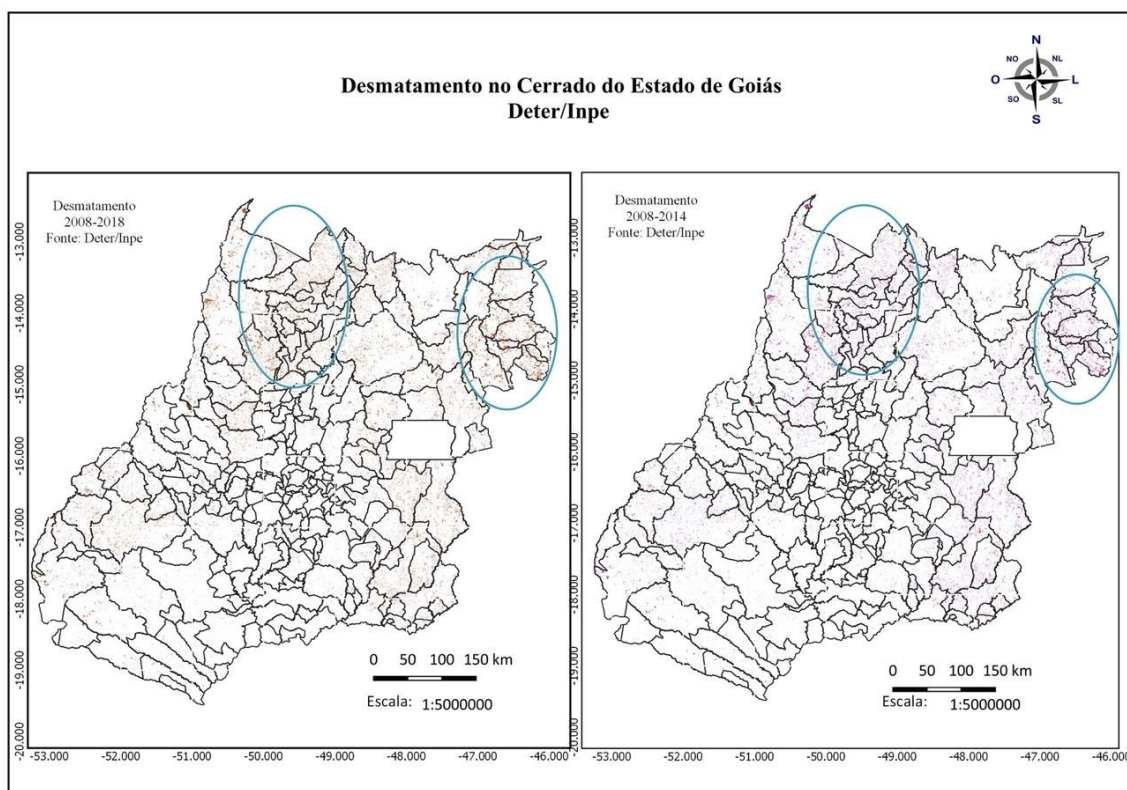 Desmatamento no Cerrado do Estado de Goiás
Deter/Inpe
N
NO
NL
O
L
SO
SL
S
Desmatamento
2008-2018
Fonte: Deter/Inpe
-13.000
-14.000
-15.000
-16.000
-17.000
-18.000
-19.000
-20.000
0 50 100 150 km
Escala: 1:5000000
-53.000 -52.000 -51.000 -50.000 -49.000 -48.000 -47.000 -46.000
Desmatamento
2008-2014
Fonte: Deter/Inpe
-13.000
-14.000
-15.000
-16.000
-17.000
-18.000
-19.000
-20.000
0 50 100 150 km
Escala: 1:5000000
-53.000 -52.000 -51.000 -50.000 -49.000 -48.000 -47.000 -46.000